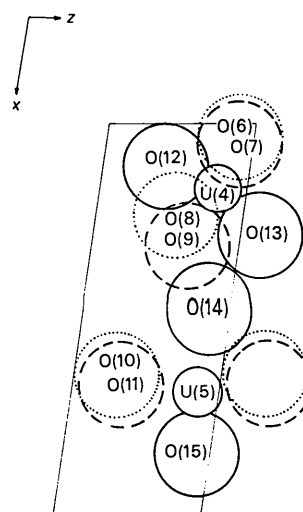 z
x
O(6)
O(7)
O(12)
U(4)
O(8)
O(9)
O(13)
O(14)
O(10)
O(11)
U(5)
O(15)